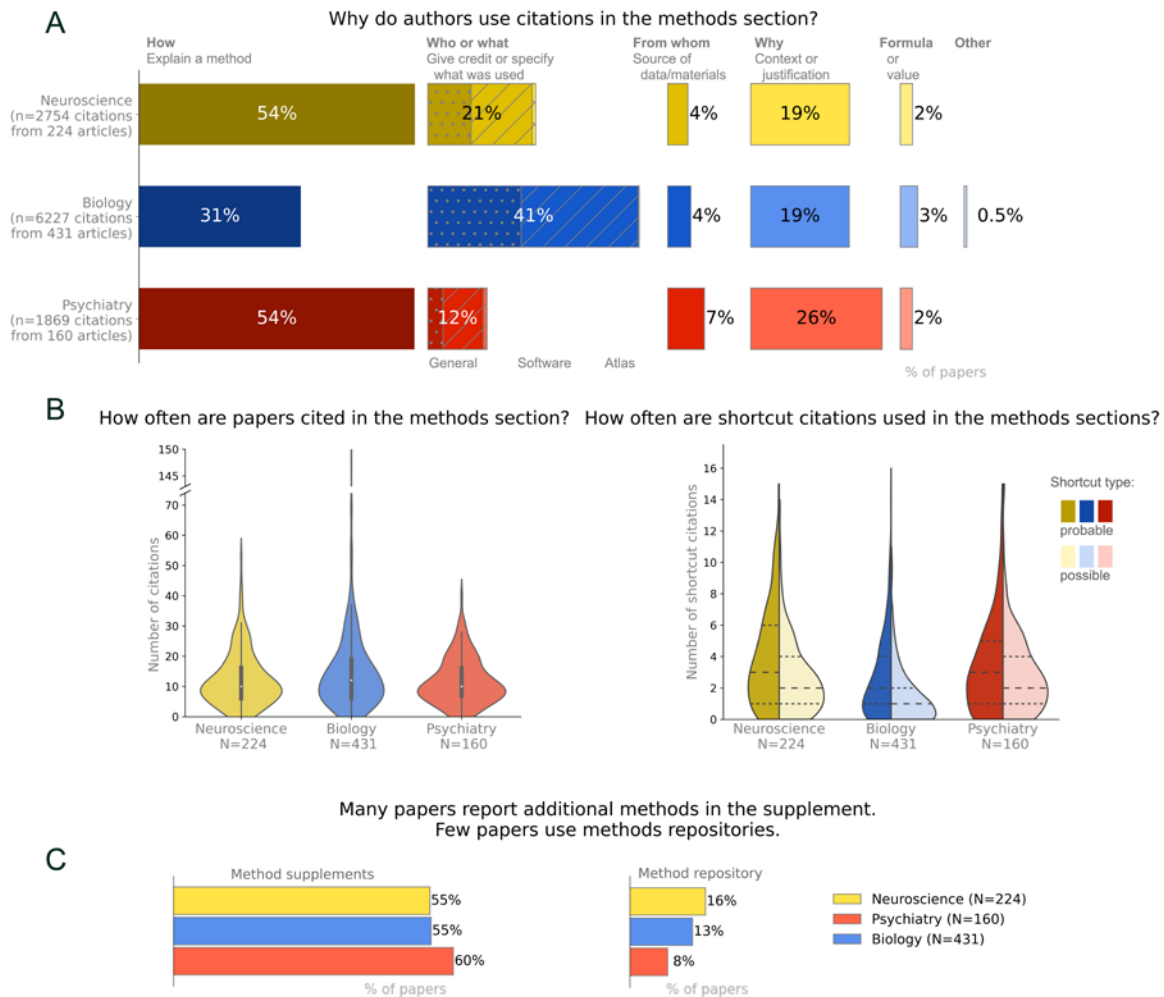 A
Why do authors use citations in the methods section?
How
Explain a method
Who or what
Give credit or specify
what was used
From whom
Source of
data/materials
Why
Context or
justification
Formula
or
value
Other
Neuroscience
(n=2754 citations
from 224 articles)
54%
21%
4%
19%
2%
Biology
(n=6227 citations
from 431 articles)
31%
41%
4%
19%
3%
0.5%
Psychiatry
(n=1869 citations
from 160 articles)
54%
12%
7%
26%
2%
General
Software
Atlas
% of papers
B
How often are papers cited in the methods section?
Number of citations
150
145
70
60
50
40
30
20
10
0
Neuroscience
N=224
Biology
N=431
Psychiatry
N=160
How often are shortcut citations used in the methods sections?
Number of shortcut citations
16
14
12
10
8
6
4
2
0
Neuroscience
N=224
Biology
N=431
Psychiatry
N=160
Shortcut type:
probable
possible
Many papers report additional methods in the supplement.
Few papers use methods repositories.
C
Method supplements
55%
55%
60%
% of papers
Method repository
16%
13%
8%
% of papers
Neuroscience (N=224)
Psychiatry (N=160)
Biology (N=431)